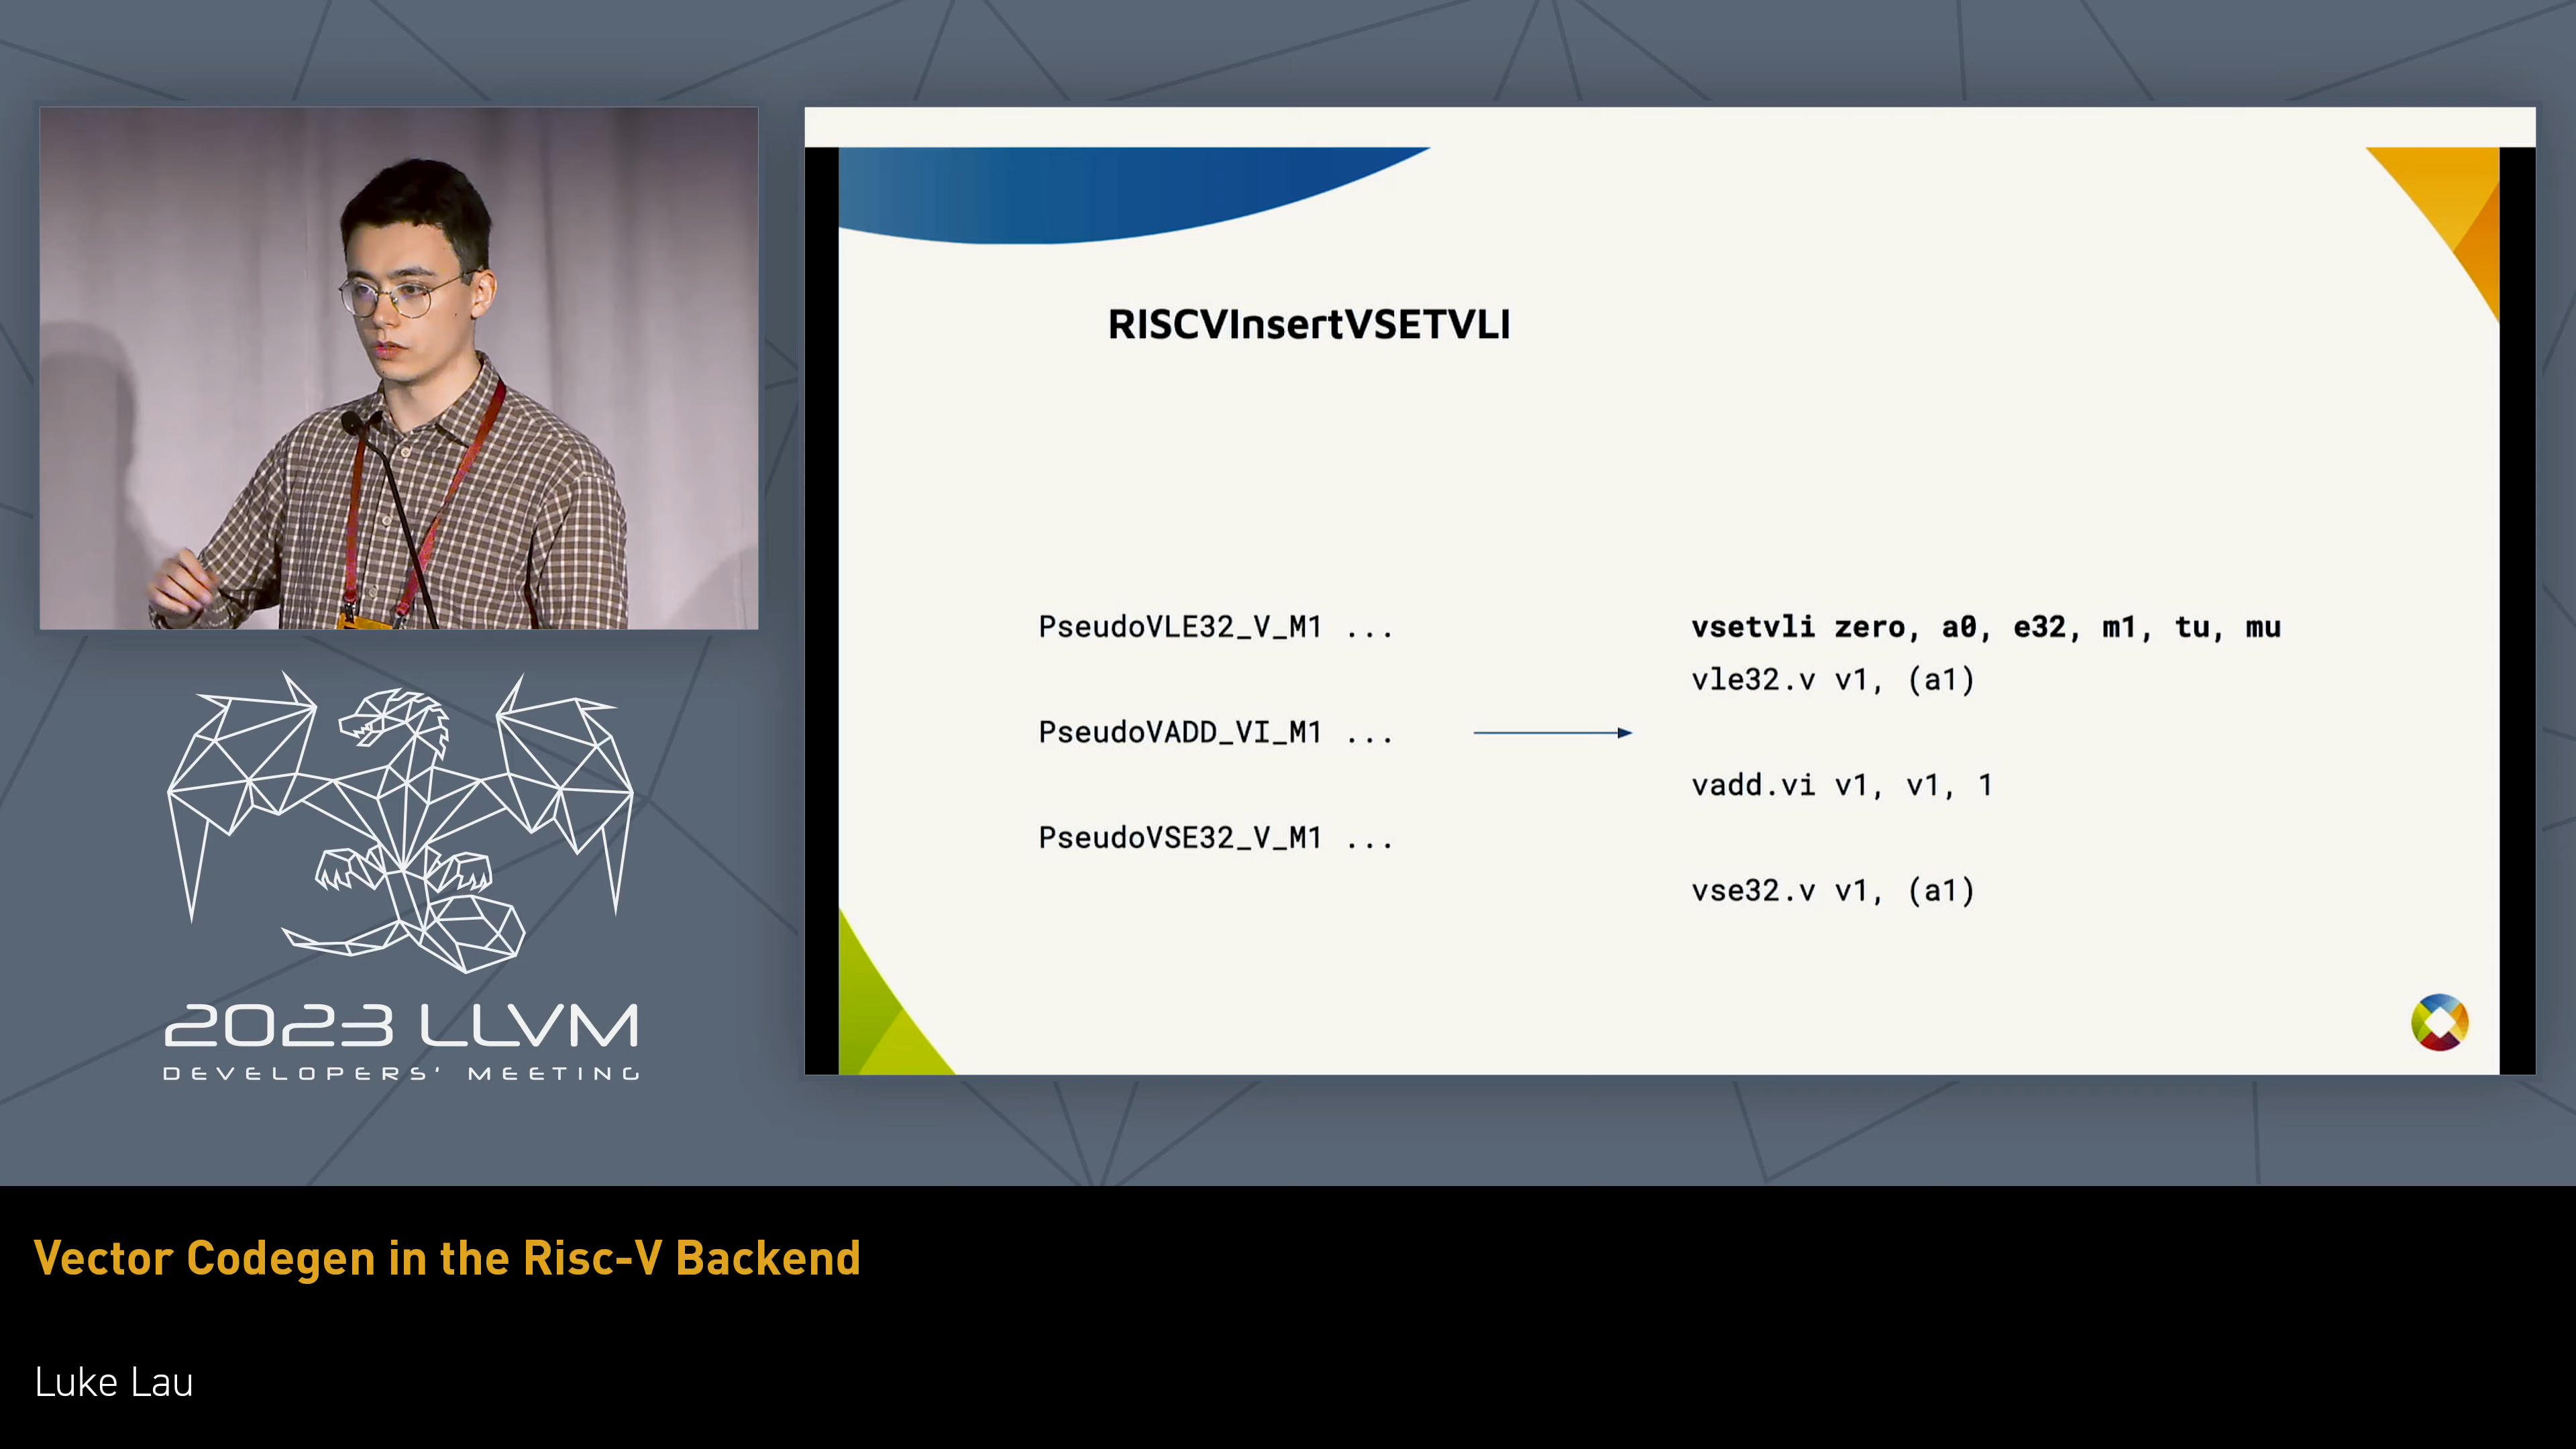 RISCVInsertVSETVLI
PseudoVLE32_V_M1 ...
PseudoVADD_VI_M1 ...
PseudoVSE32_V_M1 ...
vsetvli zero, a0, e32, m1, tu, mu
vle32.v v1, (a1)
vadd.vi v1, v1, 1
vse32.v v1, (a1)
2023 LLVM
DEVELOPERS' MEETING
Vector Codegen in the Risc-V Backend
Luke Lau